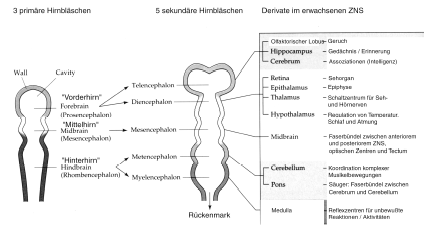 3 primäre Hirnbläschen
5 sekundäre Hirnbläschen
Derivate im erwachsenen ZNS
Wall
Cavity
"Vorderhirn"
Forebrain
(Prosencephalon)
"Mittelhirn"
Midbrain
(Mesencephalon)
"Hinterhirn"
Hindbrain
(Rhombencephalon)
Telencephalon
Diencephalon
Mesencephalon
Metencephalon
Myelencephalon
Rückenmark
Olfaktorischer Lobus – Geruch
Hippocampus – Gedächnis / Erinnerung
Cerebrum – Assoziationen (Intelligenz)
Retina – Sehorgan
Epithalamus – Epiphyse
Thalamus – Schaltzentrum für Seh-
und Hörnerven
Hypothalamus – Regulation von Temperatur,
Schlaf und Atmung
Midbrain – Faserbündel zwischen anteriorem
und posteriorem ZNS,
optischen Zentren und Tectum
Cerebellum – Koordination komplexer
Muskelbewegungen
Pons – Säuger: Faserbündel zwischen
Cerebrum und Cerebellum
Medulla – Reflexzentren für unbewußte
Reaktionen / Aktivitäten